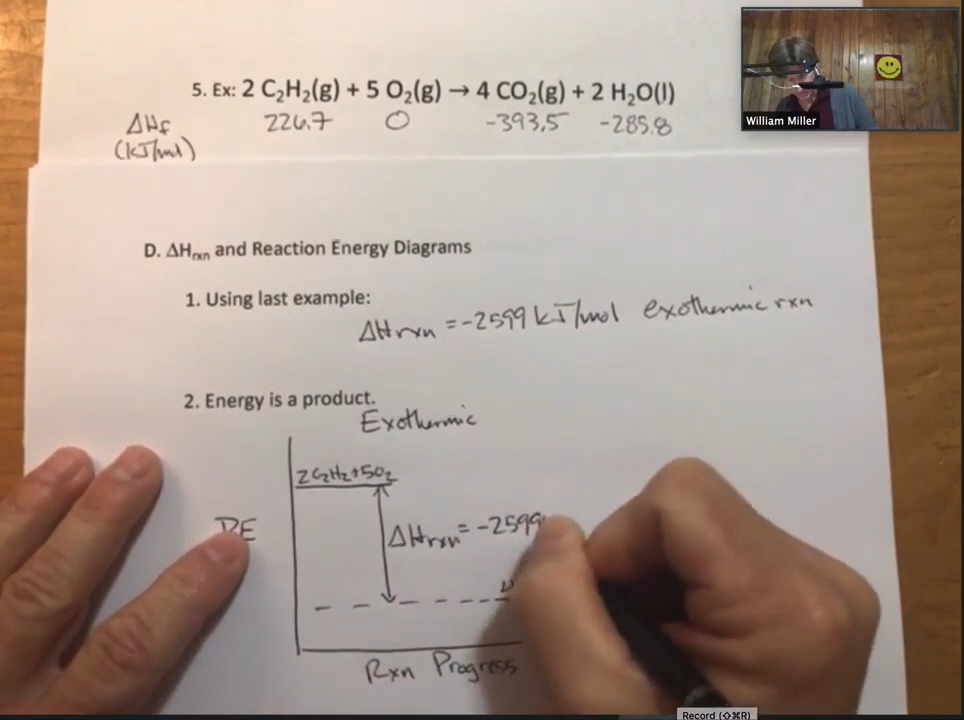 5. Ex: 2 C₂H₂(g) + 5 O₂(g) → 4 CO₂(g) + 2 H₂O(l)
ΔHf 226.7 0 -393.5 -285.8
(kJ/mol)
William Miller
D. ΔHrxn and Reaction Energy Diagrams
1. Using last example:
ΔHrxn = -2599 kJ/mol exothermic rxn
2. Energy is a product.
Exothermic
2C₂H₂+5O₂
PE
ΔHrxn = -2599
Rxn Progress
Record (⇧⌘R)